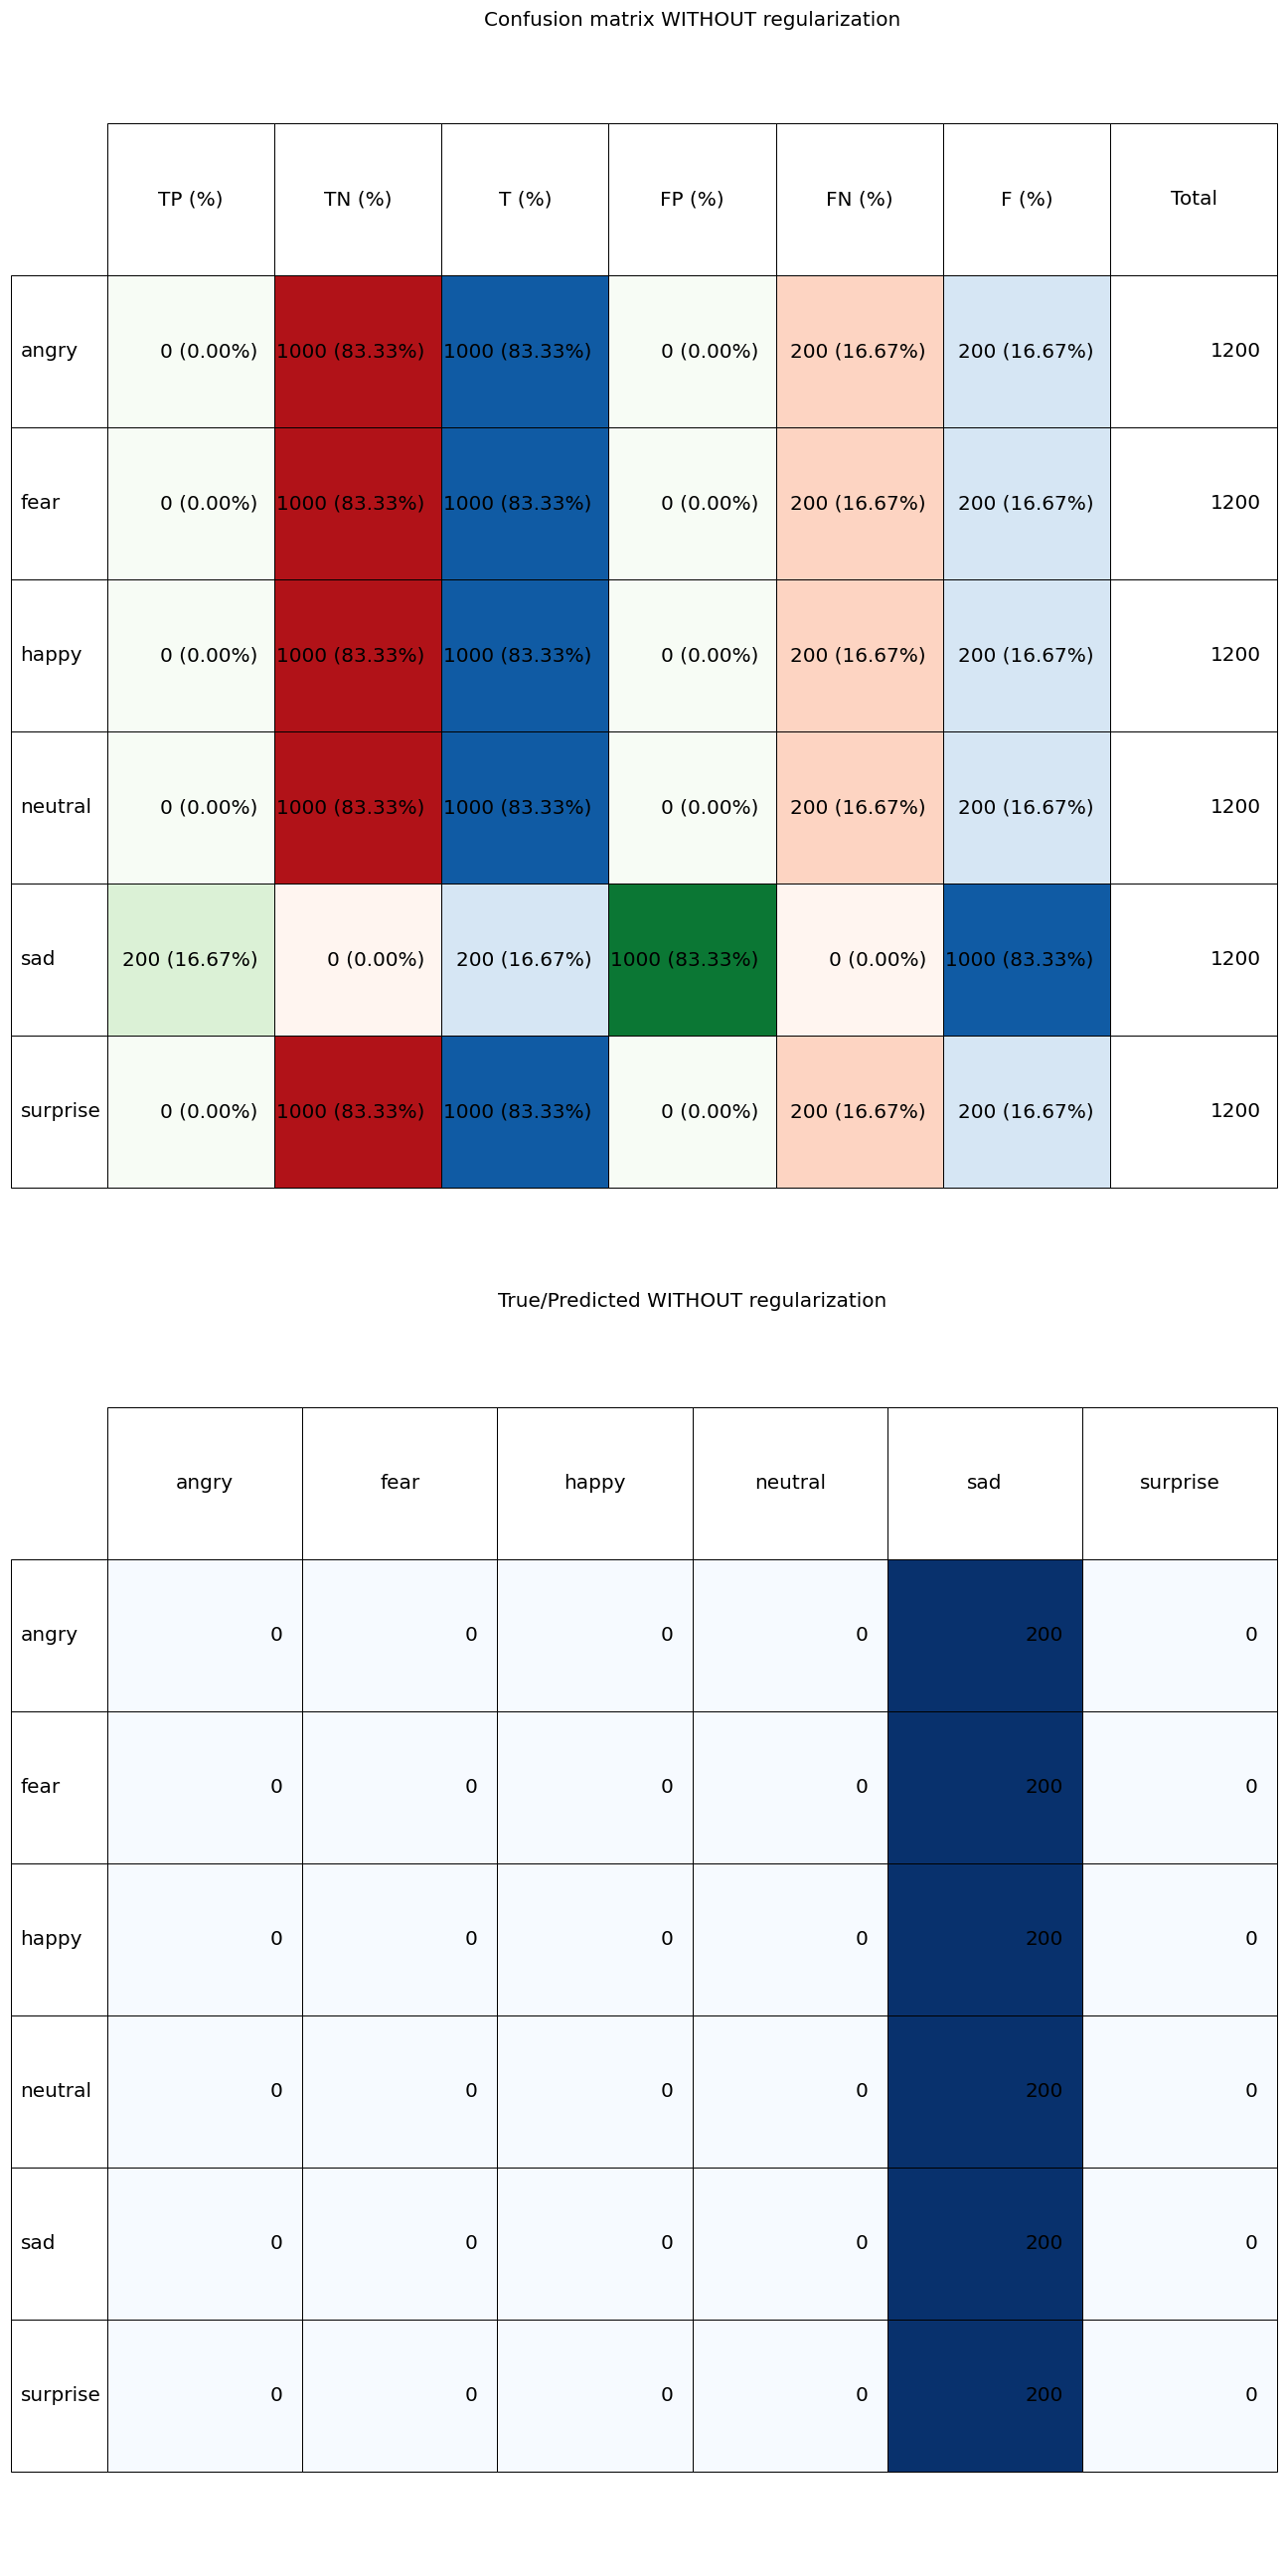 Confusion matrix WITHOUT regularization
TP (%) TN (%) T (%) FP (%) FN (%) F (%) Total
angry 0 (0.00%) 1000 (83.33%) 1000 (83.33%) 0 (0.00%) 200 (16.67%) 200 (16.67%) 1200
fear 0 (0.00%) 1000 (83.33%) 1000 (83.33%) 0 (0.00%) 200 (16.67%) 200 (16.67%) 1200
happy 0 (0.00%) 1000 (83.33%) 1000 (83.33%) 0 (0.00%) 200 (16.67%) 200 (16.67%) 1200
neutral 0 (0.00%) 1000 (83.33%) 1000 (83.33%) 0 (0.00%) 200 (16.67%) 200 (16.67%) 1200
sad 200 (16.67%) 0 (0.00%) 200 (16.67%) 1000 (83.33%) 0 (0.00%) 1000 (83.33%) 1200
surprise 0 (0.00%) 1000 (83.33%) 1000 (83.33%) 0 (0.00%) 200 (16.67%) 200 (16.67%) 1200
True/Predicted WITHOUT regularization
angry fear happy neutral sad surprise
angry 0 0 0 0 200 0
fear 0 0 0 0 200 0
happy 0 0 0 0 200 0
neutral 0 0 0 0 200 0
sad 0 0 0 0 200 0
surprise 0 0 0 0 200 0